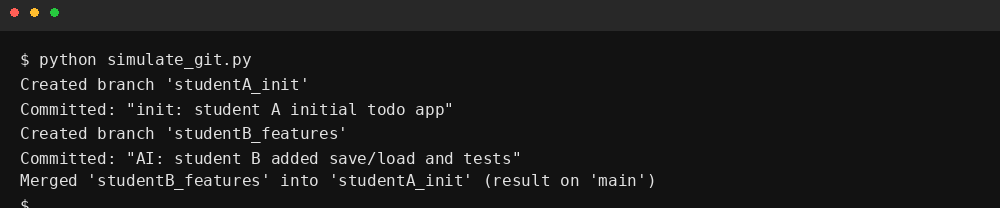 $ python simulate_git.py
Created branch 'studentA_init'
Committed: "init: student A initial todo app"
Created branch 'studentB_features'
Committed: "AI: student B added save/load and tests"
Merged 'studentB_features' into 'studentA_init' (result on 'main')
$